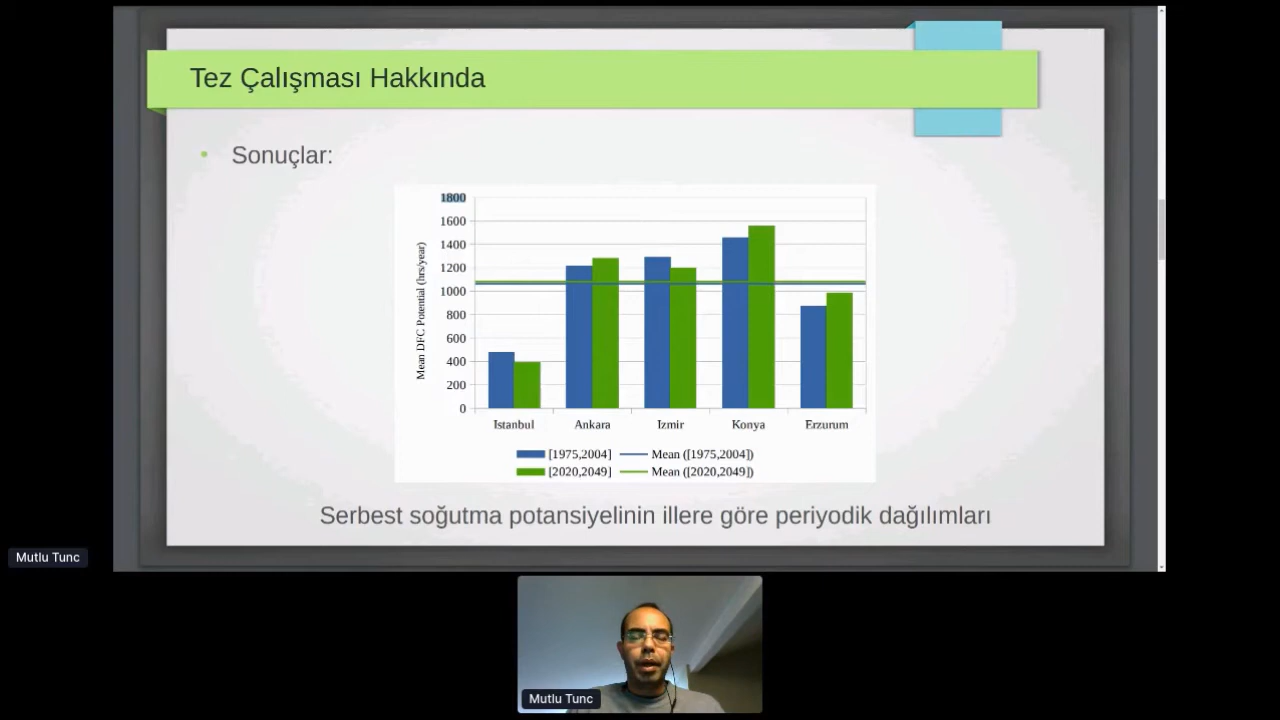 Tez Çalışması Hakkında
Sonuçlar:
Mean DFC Potential (hrs/year)
1800
1600
1400
1200
1000
800
600
400
200
0
Istanbul Ankara Izmir Konya Erzurum
[1975,2004] Mean ([1975,2004])
[2020,2049] Mean ([2020,2049])
Serbest soğutma potansiyelinin illere göre periyodik dağılımları
Mutlu Tunc
Mutlu Tunc